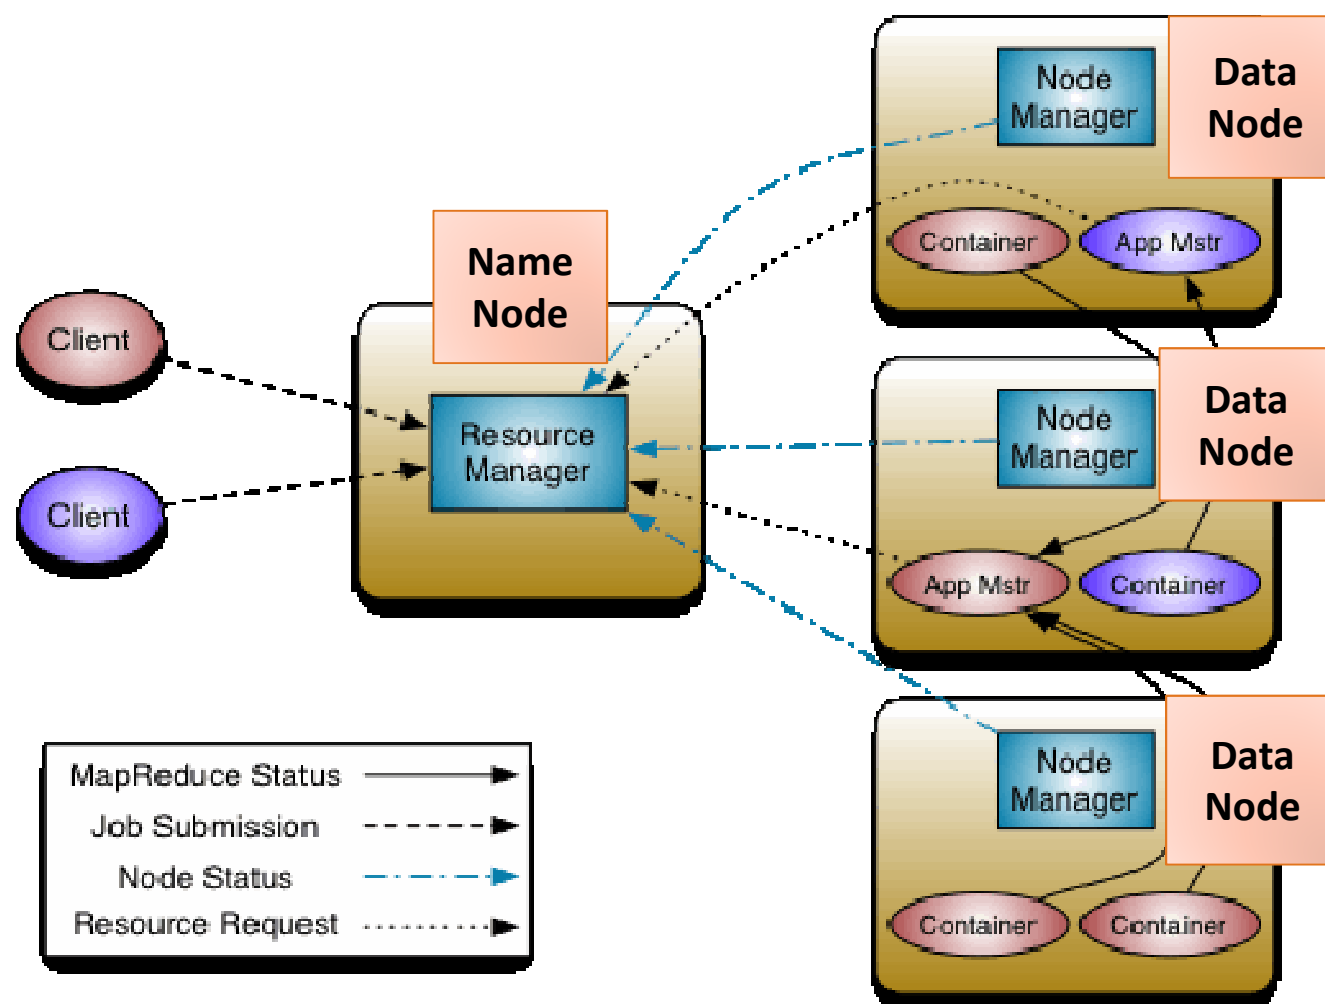 Client
Client
Name
Node
Resource
Manager
Node
Manager
Data
Node
Container
App Mstr
Node
Manager
Data
Node
App Mstr
Container
Node
Manager
Data
Node
Container
Container
MapReduce Status
Job Submission
Node Status
Resource Request